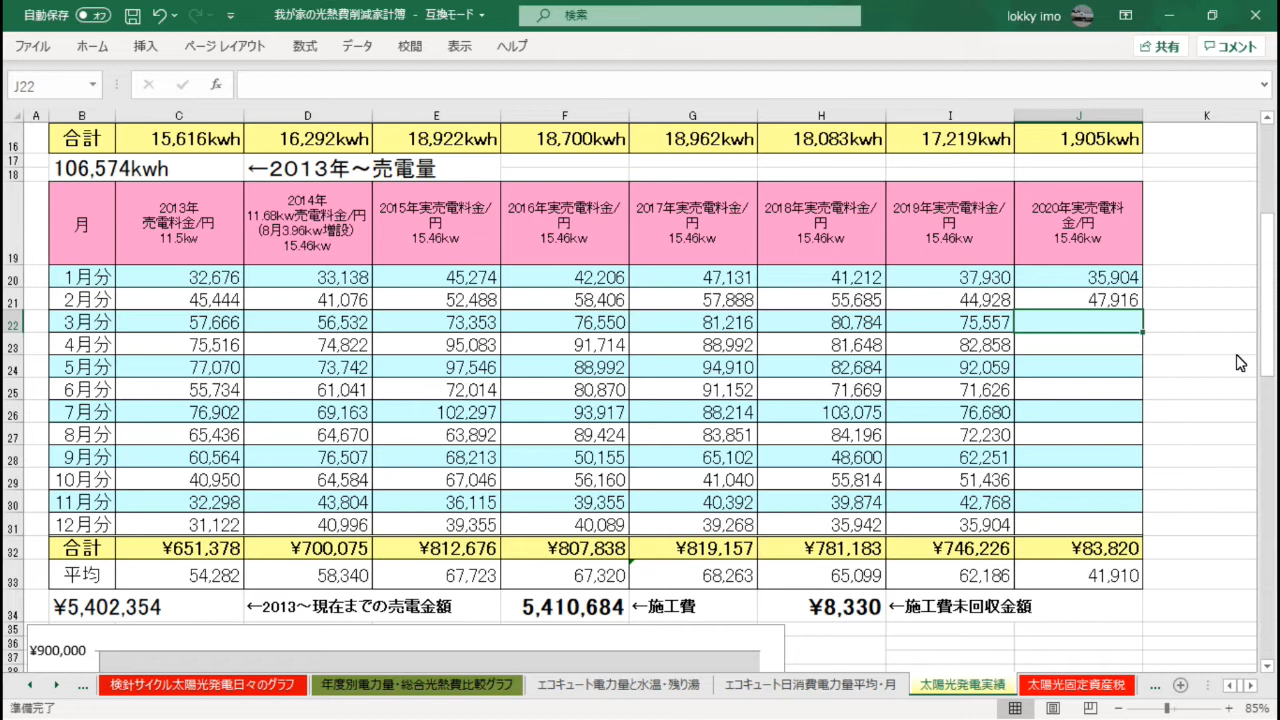 自動保存 オフ 我が家の光熱費削減家計簿 - 互換モード 検索 lokky imo
ファイル ホーム 挿入 ページ レイアウト 数式 データ 校閲 表示 ヘルプ 共有 コメント
J22 fx
A B C D E F G H I J K
16 合計 15,616kwh 16,292kwh 18,922kwh 18,700kwh 18,962kwh 18,083kwh 17,219kwh 1,905kwh
17
18 106,574kwh ←2013年～売電量
19 月 2013年 売電料金/円 11.5kw 2014年 11.68kw売電料金/円 (8月3.96kw増設) 15.46kw 2015年実売電料金/円 15.46kw 2016年実売電料金/円 15.46kw 2017年実売電料金/円 15.46kw 2018年実売電料金/円 15.46kw 2019年実売電料金/円 15.46kw 2020年実売電料金/円 15.46kw
20 1月分 32,676 33,138 45,274 42,206 47,131 41,212 37,930 35,904
21 2月分 45,444 41,076 52,488 58,406 57,888 55,685 44,928 47,916
22 3月分 57,666 56,532 73,353 76,550 81,216 80,784 75,557
23 4月分 75,516 74,822 95,083 91,714 88,992 81,648 82,858
24 5月分 77,070 73,742 97,546 88,992 94,910 82,684 92,059
25 6月分 55,734 61,041 72,014 80,870 91,152 71,669 71,626
26 7月分 76,902 69,163 102,297 93,917 88,214 103,075 76,680
27 8月分 65,436 64,670 63,892 89,424 83,851 84,196 72,230
28 9月分 60,564 76,507 68,213 50,155 65,102 48,600 62,251
29 10月分 40,950 64,584 67,046 56,160 41,040 55,814 51,436
30 11月分 32,298 43,804 36,115 39,355 40,392 39,874 42,768
31 12月分 31,122 40,996 39,355 40,089 39,268 35,942 35,904
32 合計 ¥651,378 ¥700,075 ¥812,676 ¥807,838 ¥819,157 ¥781,183 ¥746,226 ¥83,820
33 平均 54,282 58,340 67,723 67,320 68,263 65,099 62,186 41,910
34 ¥5,402,354 ←2013～現在までの売電金額 5,410,684 ←施工費 ¥8,330 ←施工費未回収金額
35
36 ¥900,000
37
... 検針サイクル太陽光発電日々のグラフ 年度別電力量・総合光熱費比較グラフ エコキュート電力量と水温・残り湯 エコキュート日消費電力量平均・月 太陽光発電実績 太陽光固定資産税 ...
準備完了 85%